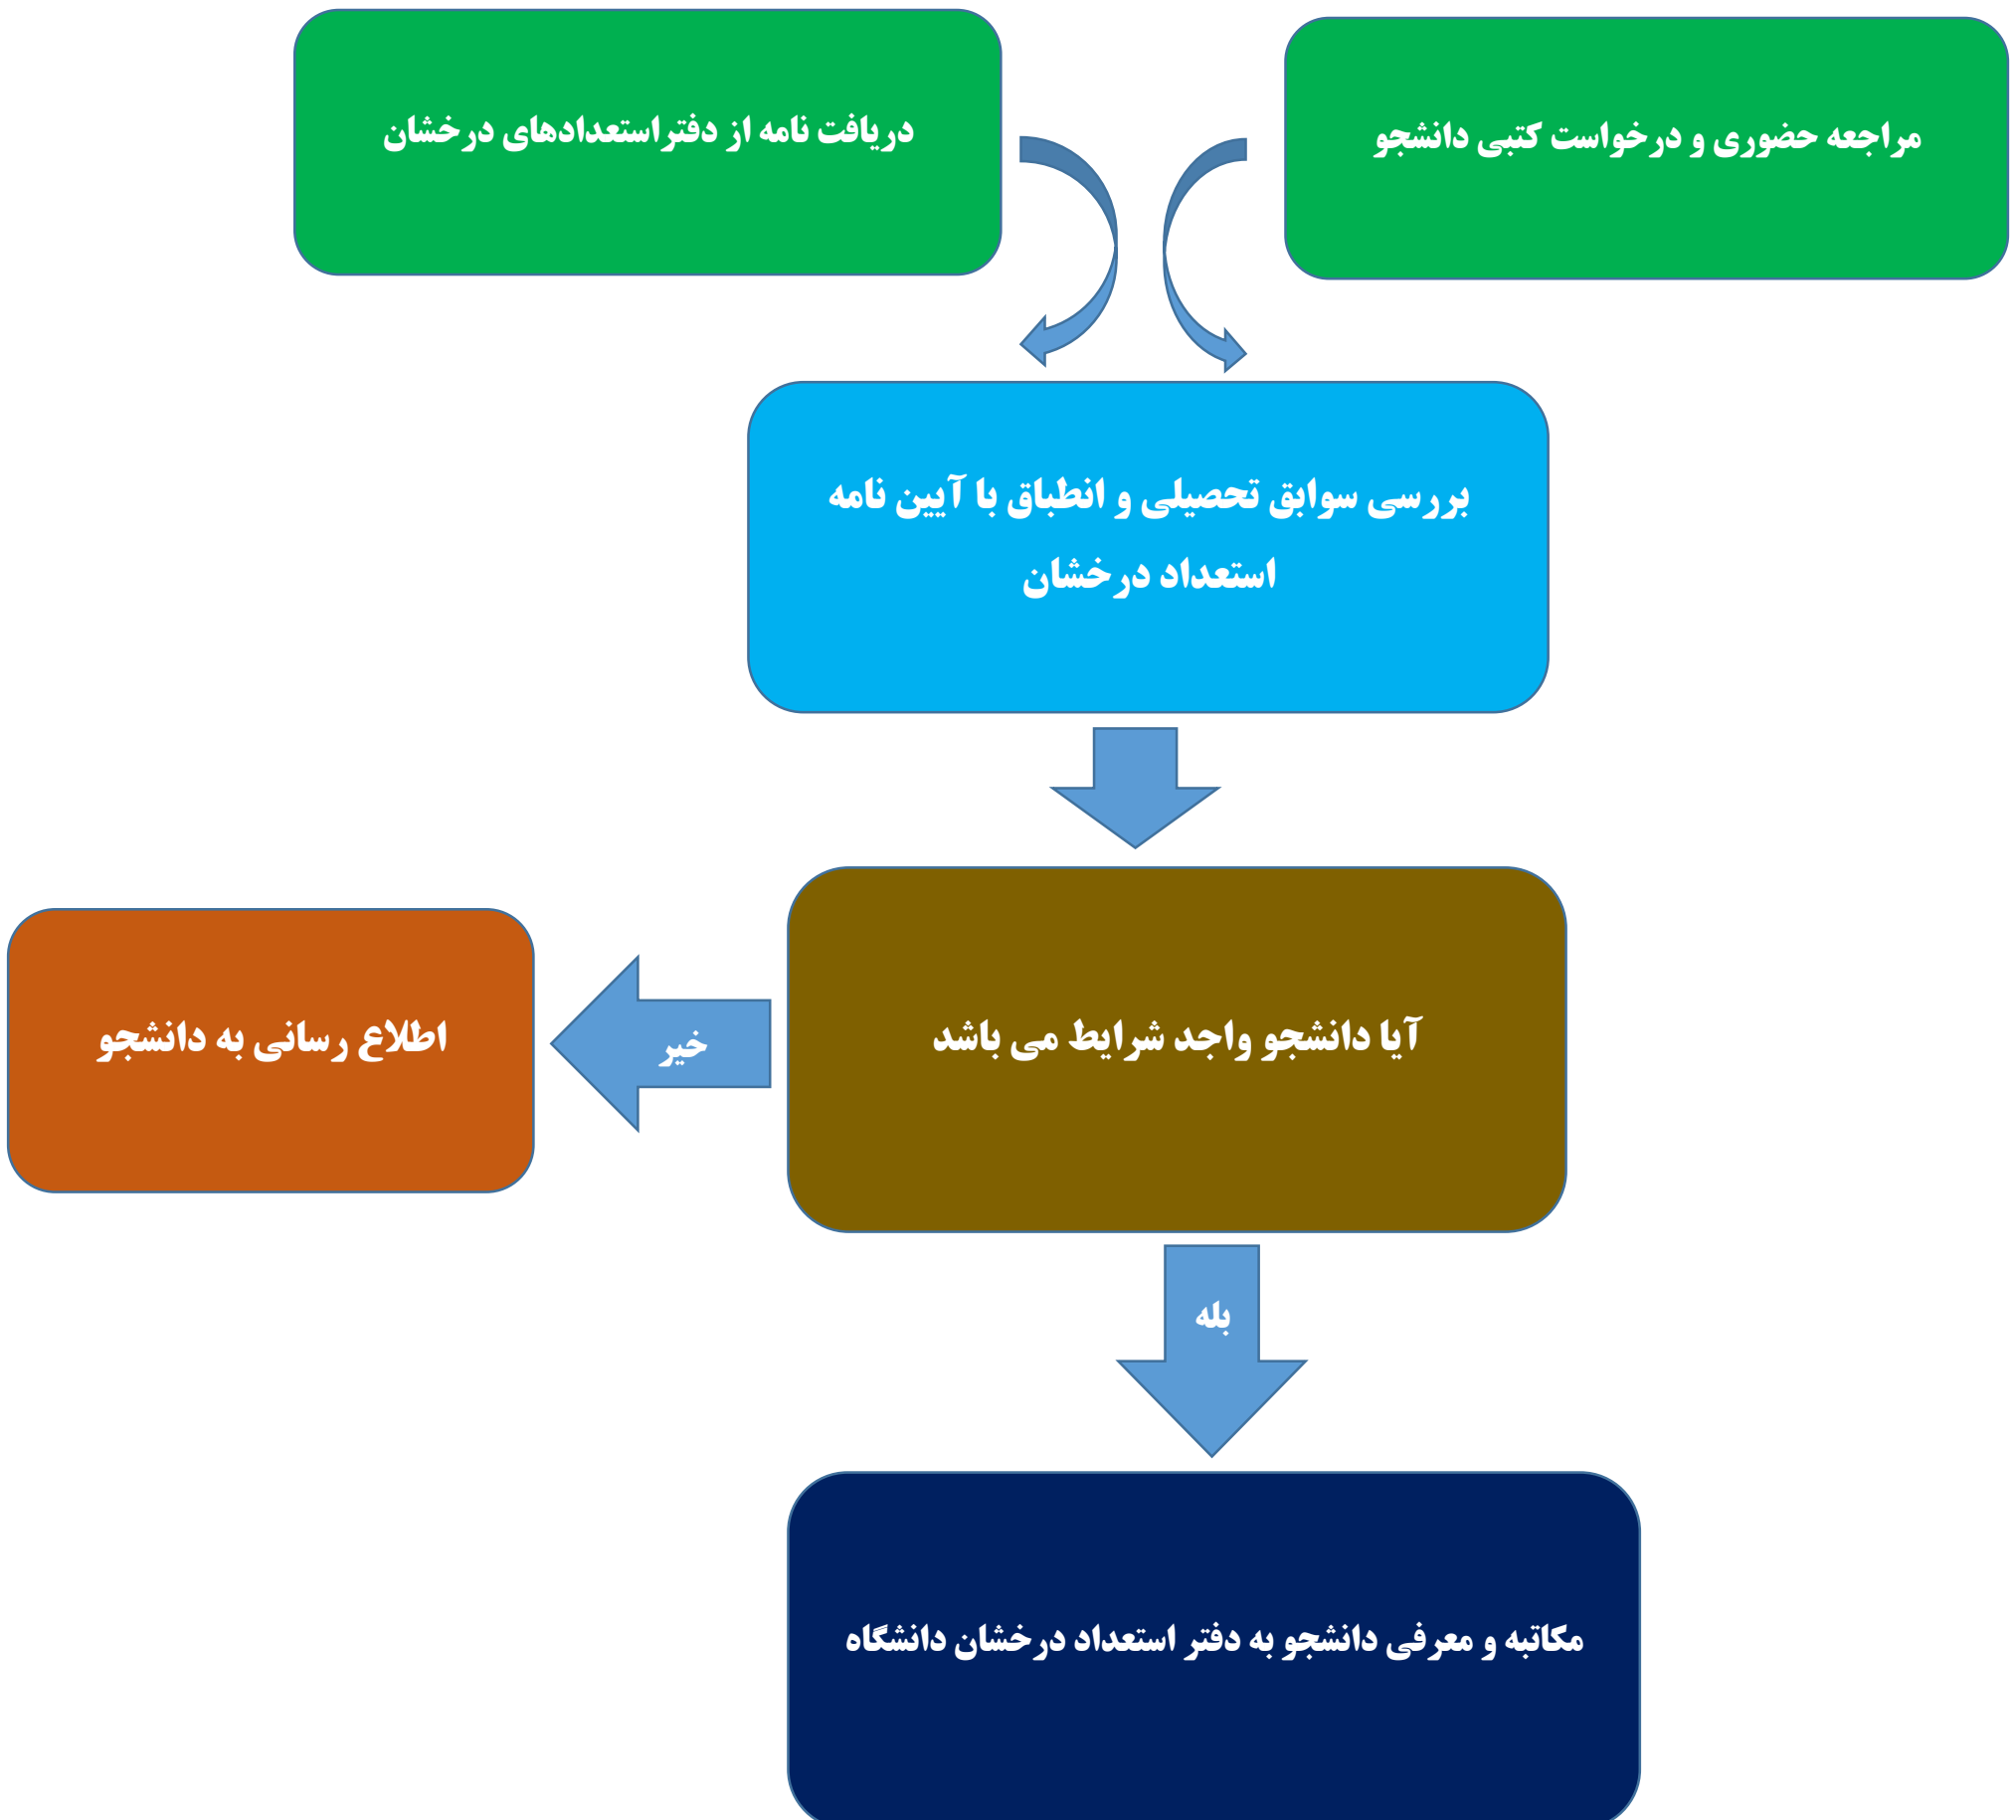 مراجعه حضوری و درخواست کتبی دانشجو
دریافت نامه از دفتر استعدادهای درخشان
بررسی سوابق تحصیلی و انطباق با آیین نامه
استعداد درخشان
آیا دانشجو واجد شرایط می باشد
خیر
اطلاع رسانی به دانشجو
بله
مکاتبه و معرفی دانشجو به دفتر استعداد درخشان دانشگاه